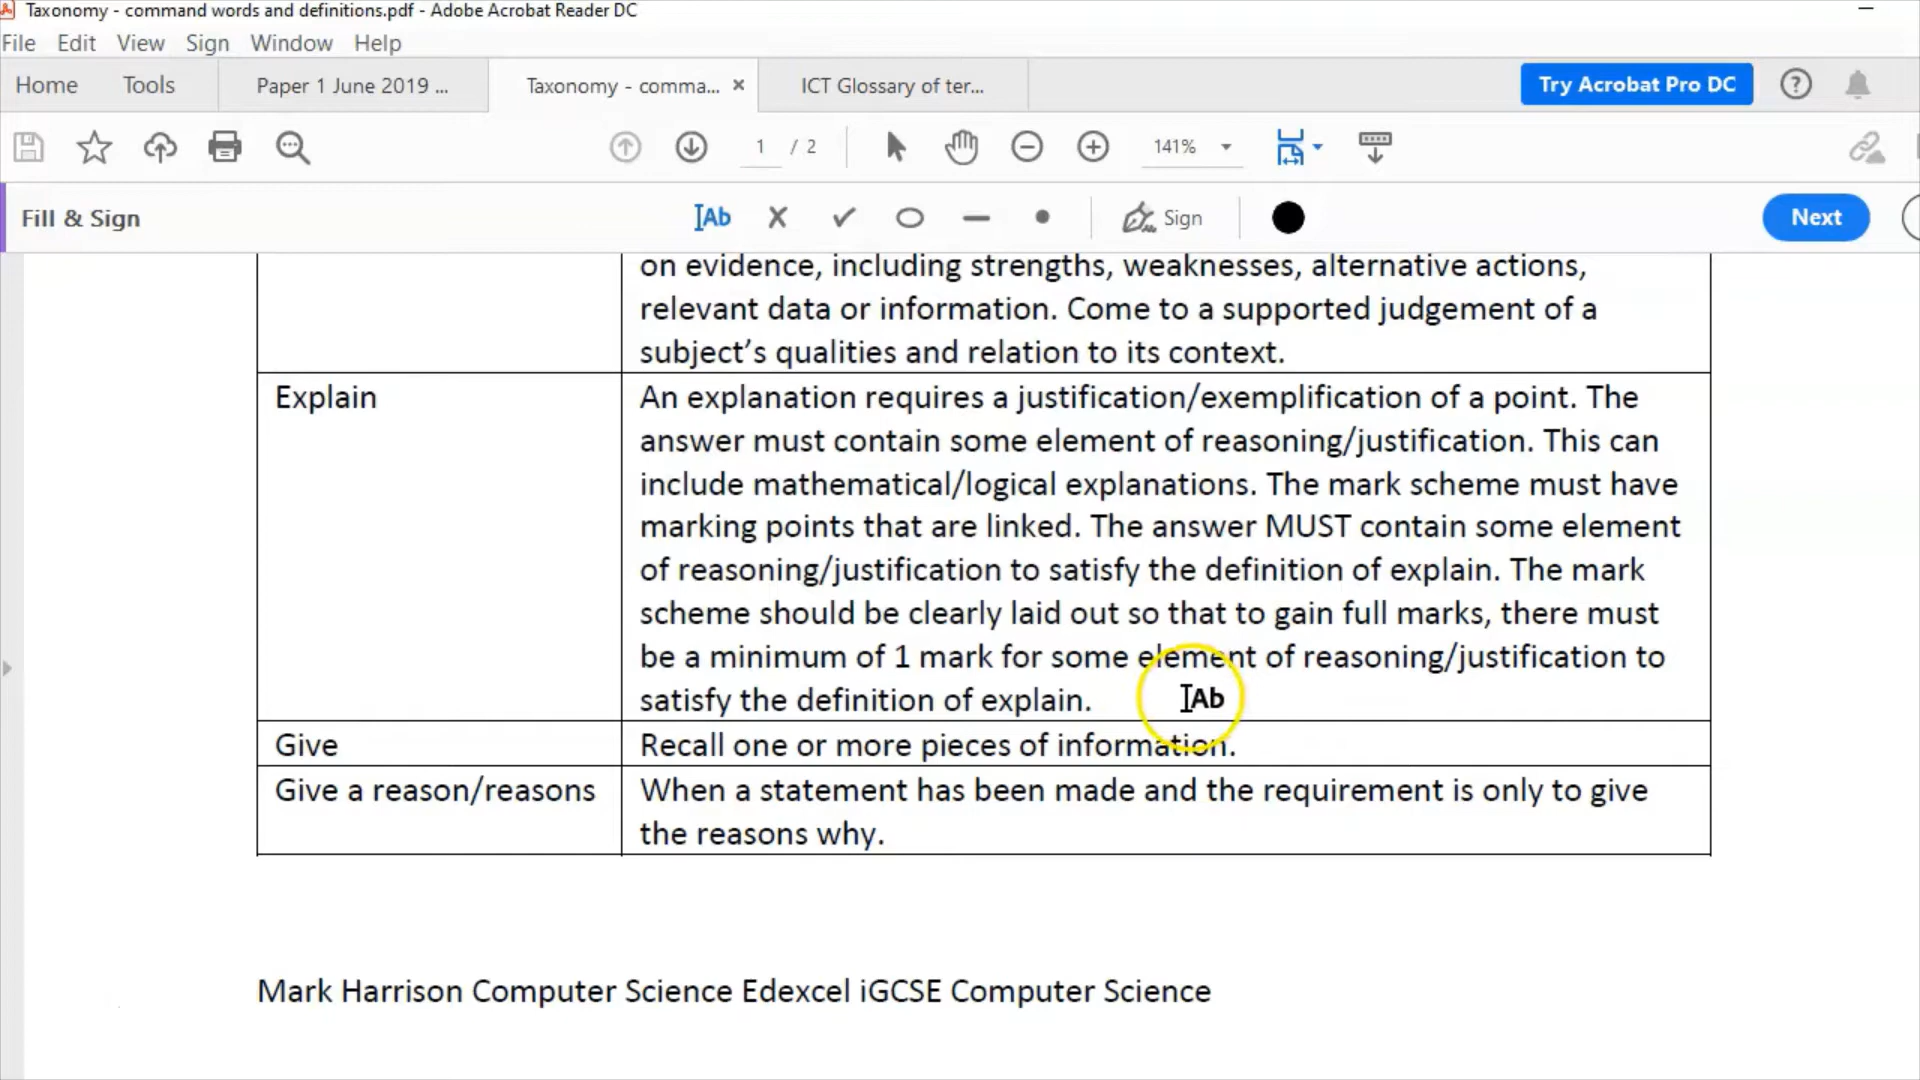 Taxonomy - command words and definitions.pdf - Adobe Acrobat Reader DC
File Edit View Sign Window Help
Home Tools Paper 1 June 2019 ... Taxonomy - comma... × ICT Glossary of ter... Try Acrobat Pro DC ?
1 / 2 141%
Fill & Sign Ab Sign Next
on evidence, including strengths, weaknesses, alternative actions,
relevant data or information. Come to a supported judgement of a
subject’s qualities and relation to its context.
Explain An explanation requires a justification/exemplification of a point. The
answer must contain some element of reasoning/justification. This can
include mathematical/logical explanations. The mark scheme must have
marking points that are linked. The answer MUST contain some element
of reasoning/justification to satisfy the definition of explain. The mark
scheme should be clearly laid out so that to gain full marks, there must
be a minimum of 1 mark for some element of reasoning/justification to
satisfy the definition of explain. Ab
Give Recall one or more pieces of information.
Give a reason/reasons When a statement has been made and the requirement is only to give
the reasons why.
Mark Harrison Computer Science Edexcel iGCSE Computer Science